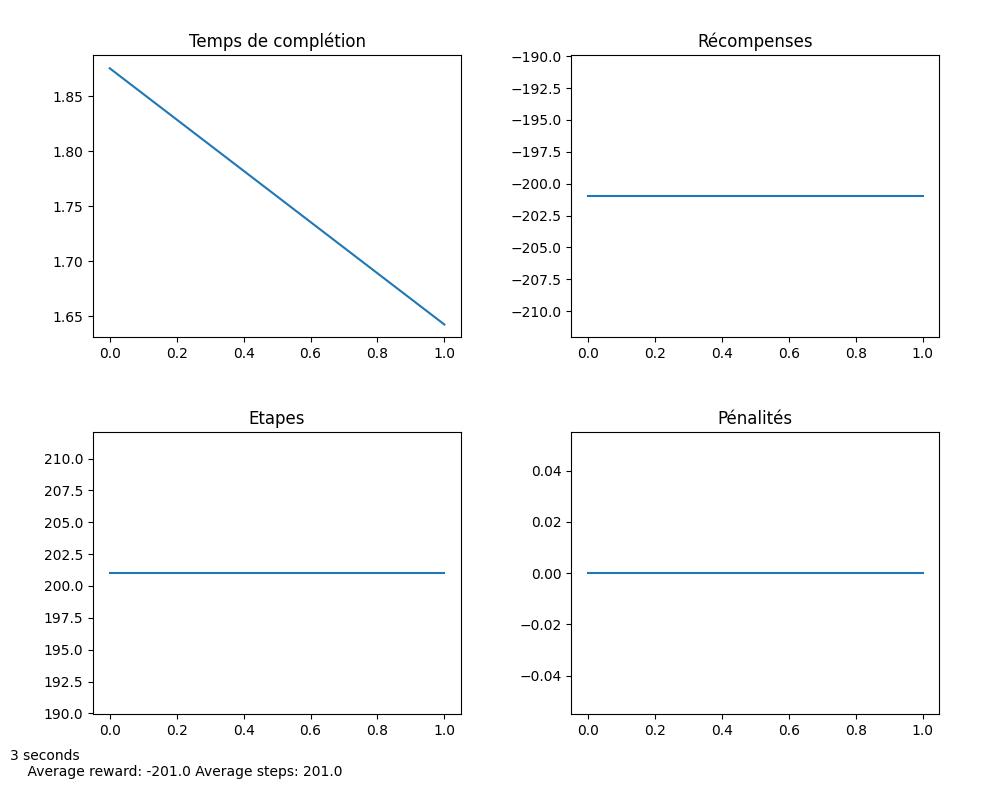 Temps de complétion
1.85
1.80
1.75
1.70
1.65
0.0 0.2 0.4 0.6 0.8 1.0
Récompenses
−190.0
−192.5
−195.0
−197.5
−200.0
−202.5
−205.0
−207.5
−210.0
0.0 0.2 0.4 0.6 0.8 1.0
Etapes
210.0
207.5
205.0
202.5
200.0
197.5
195.0
192.5
190.0
0.0 0.2 0.4 0.6 0.8 1.0
Pénalités
0.04
0.02
0.00
−0.02
−0.04
0.0 0.2 0.4 0.6 0.8 1.0
3 seconds
Average reward: -201.0 Average steps: 201.0